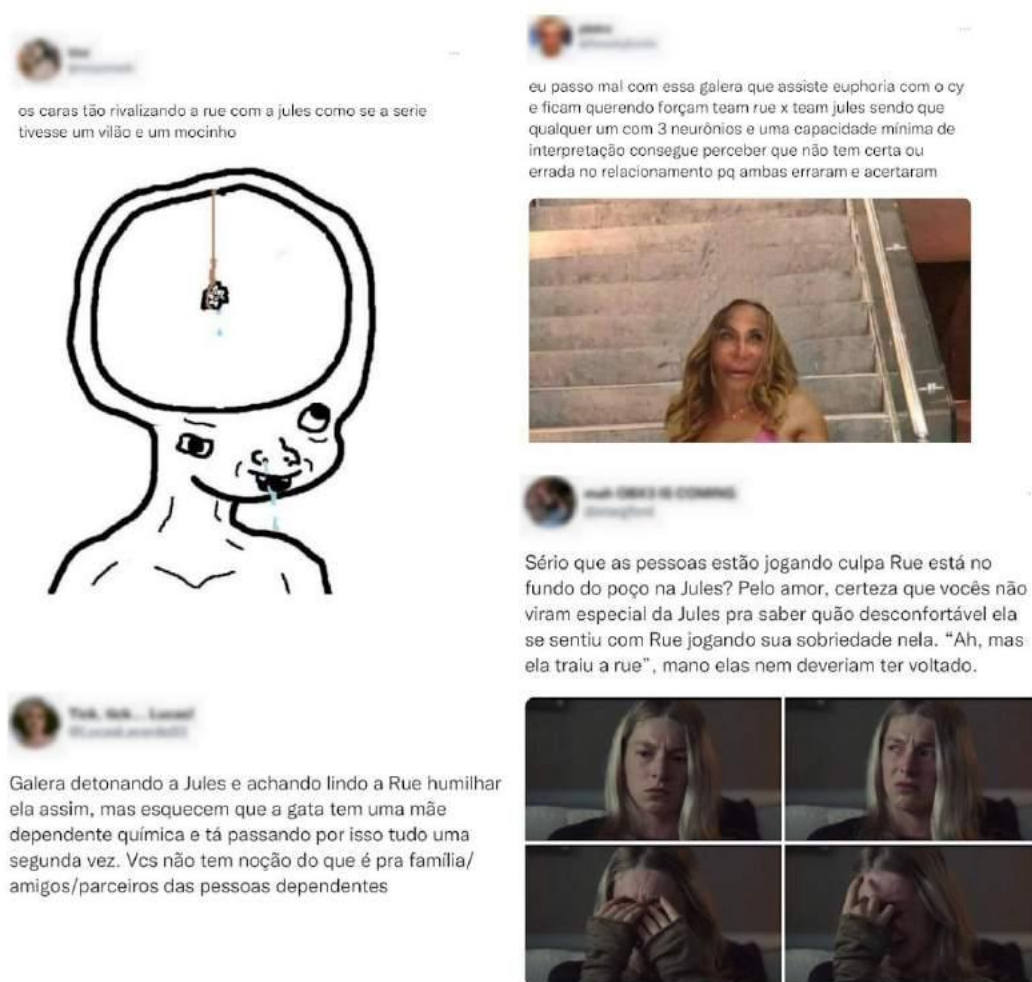 os caras tão rivalizando a rue com a jules como se a serie
tivesse um vilão e um mocinho
eu passo mal com essa galera que assiste euphoria com o cy
e ficam querendo forçam team rue x team jules sendo que
qualquer um com 3 neurônios e uma capacidade mínima de
interpretação consegue perceber que não tem certa ou
errada no relacionamento pq ambas erraram e acertaram
mah OBX3 IS COMING
Sério que as pessoas estão jogando culpa Rue está no
fundo do poço na Jules? Pelo amor, certeza que vocês não
viram especial da Jules pra saber quão desconfortável ela
se sentiu com Rue jogando sua sobriedade nela. “Ah, mas
ela traiu a rue”, mano elas nem deveriam ter voltado.
Tick, tick... Lucas!
Galera detonando a Jules e achando lindo a Rue humilhar
ela assim, mas esquecem que a gata tem uma mãe
dependente química e tá passando por isso tudo uma
segunda vez. Vcs não tem noção do que é pra família/
amigos/parceiros das pessoas dependentes